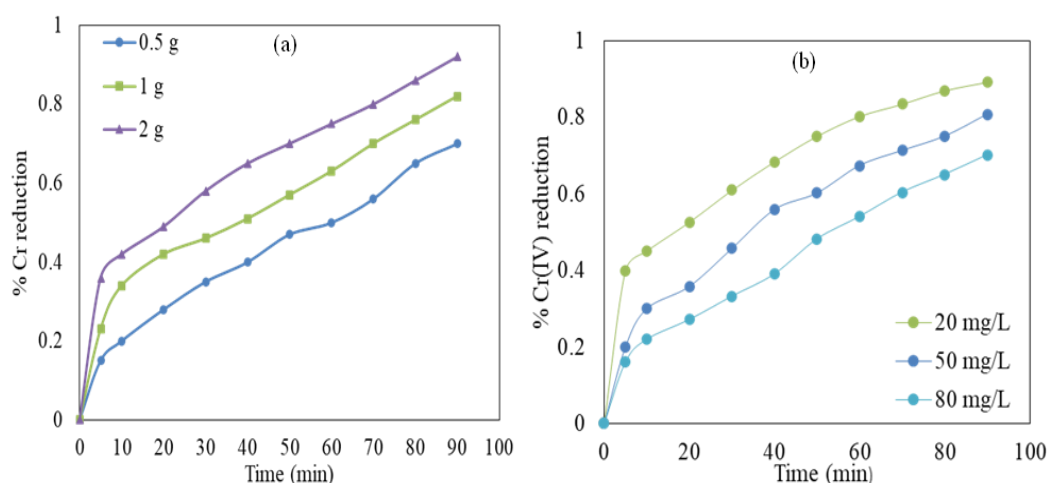 (a)
0.5 g
1 g
2 g
% Cr reduction
1
0.8
0.6
0.4
0.2
0
0 10 20 30 40 50 60 70 80 90 100
Time (min)
(b)
% Cr(IV) reduction
1
0.8
0.6
0.4
0.2
0
20 mg/L
50 mg/L
80 mg/L
0 20 40 60 80 100
Time (min)